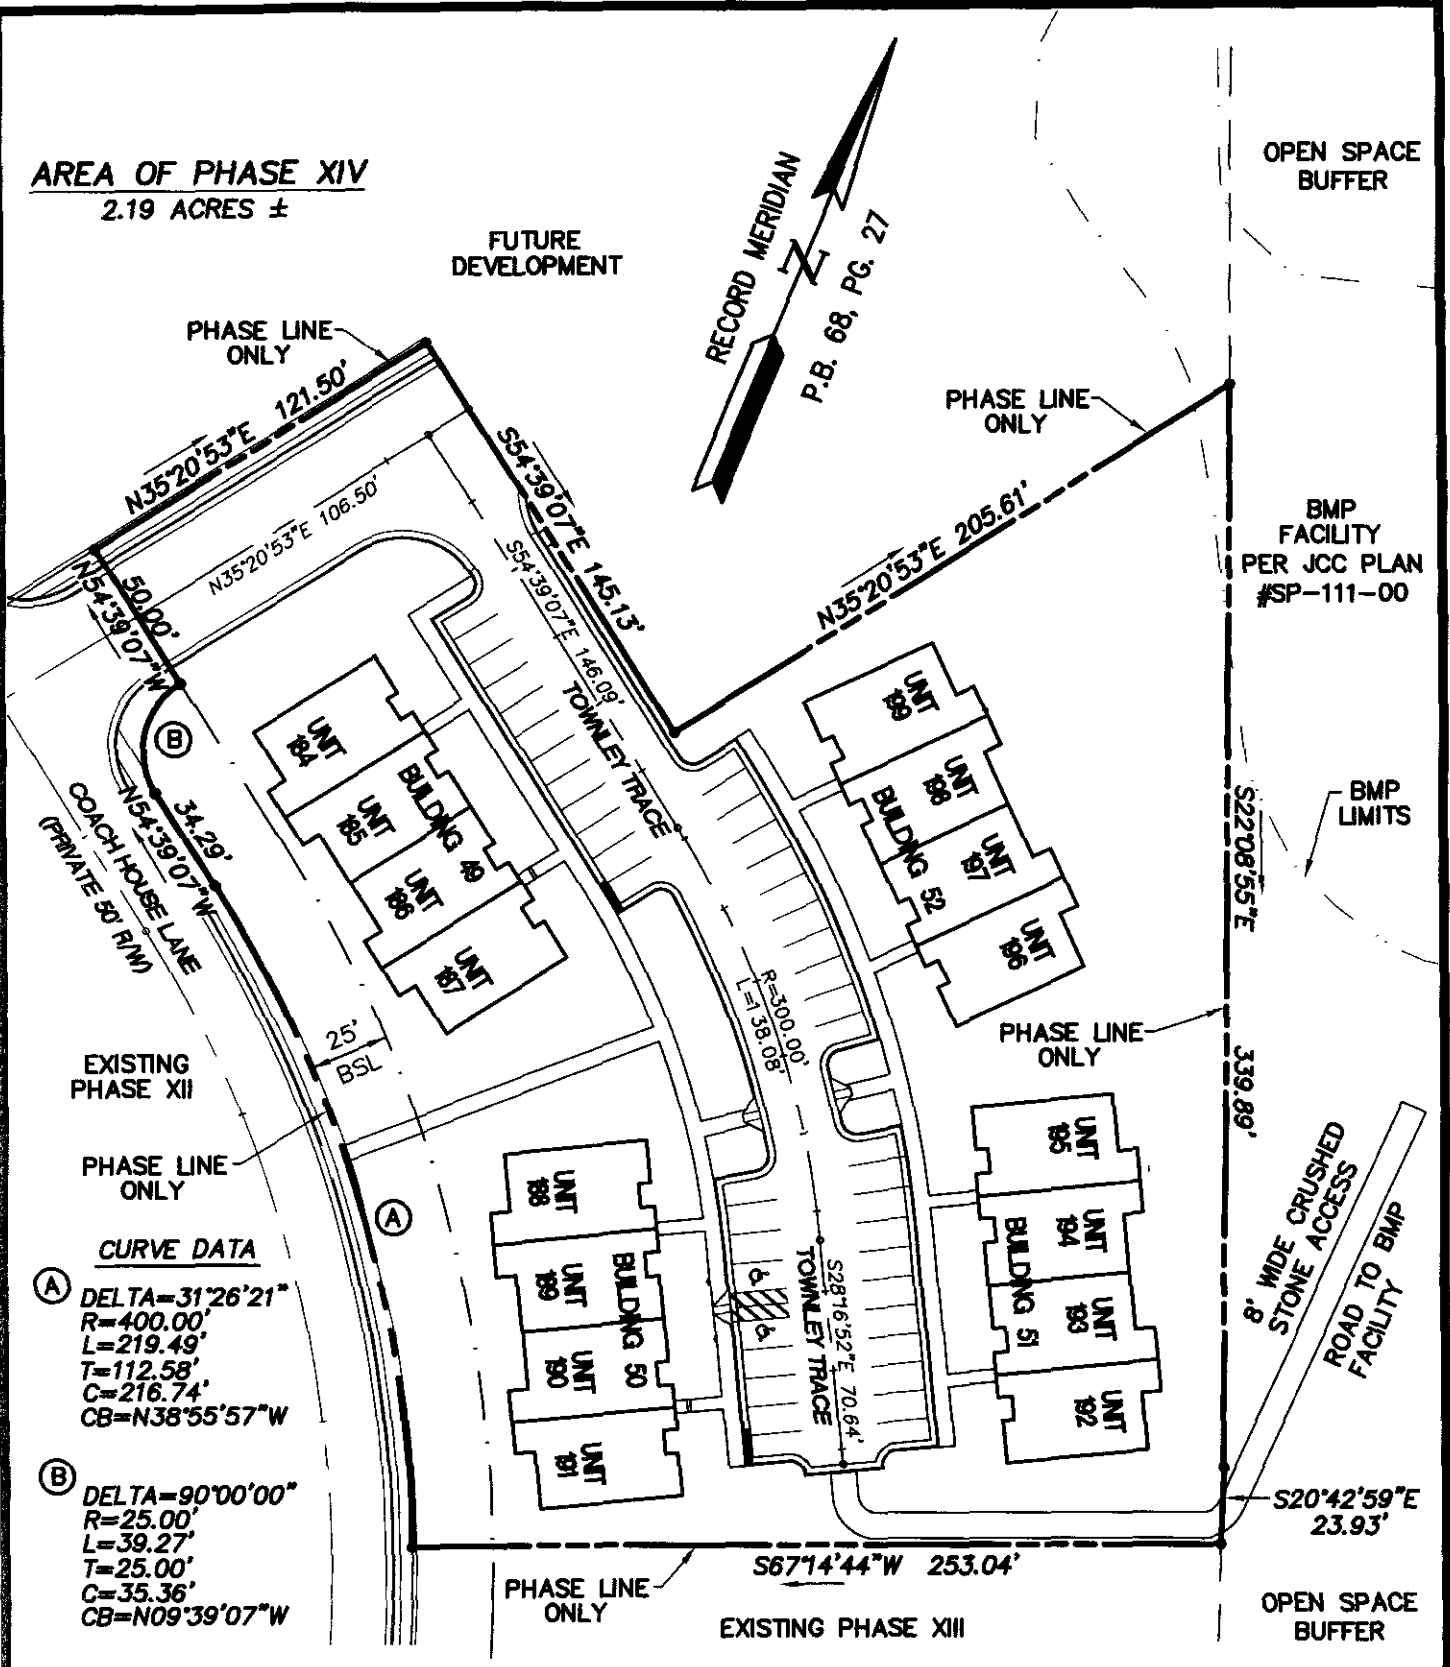 AREA OF PHASE XIV
2.19 ACRES ±
FUTURE
DEVELOPMENT
RECORD MERIDIAN
N
P.B. 68, PG. 27
OPEN SPACE
BUFFER
PHASE LINE
ONLY
N35°20'53"E 121.50'
N35°20'53"E 106.50'
S54°39'07"E 145.13'
S54°39'07"E 146.09'
TOWNLEY TRACE
PHASE LINE
ONLY
N35°20'53"E 205.61'
BMP
FACILITY
PER JCC PLAN
#SP-111-00
50.00'
N54°39'07"W
B
34.29'
N54°39'07"W
COACH HOUSE LANE
(PRIVATE 50' R/W)
UNIT
184
UNIT
185
BUILDING 49
UNIT
186
UNIT
187
UNIT
199
UNIT
198
BUILDING 52
UNIT
197
UNIT
196
S22°08'55"E
339.89'
BMP
LIMITS
R=300.00'
L=138.08'
25'
BSL
EXISTING
PHASE XII
PHASE LINE
ONLY
PHASE LINE
ONLY
A
UNIT
188
UNIT
189
BUILDING 50
UNIT
190
UNIT
191
S28°16'52"E 70.64'
TOWNLEY TRACE
UNIT
195
UNIT
194
BUILDING 51
UNIT
193
UNIT
192
8' WIDE CRUSHED
STONE ACCESS
ROAD TO BMP
FACILITY
CURVE DATA
A
DELTA=31°26'21"
R=400.00'
L=219.49'
T=112.58'
C=216.74'
CB=N38°55'57"W
B
DELTA=90°00'00"
R=25.00'
L=39.27'
T=25.00'
C=35.36'
CB=N09°39'07"W
S20°42'59"E
23.93'
S67°14'44"W 253.04'
PHASE LINE
ONLY
EXISTING PHASE XIII
OPEN SPACE
BUFFER